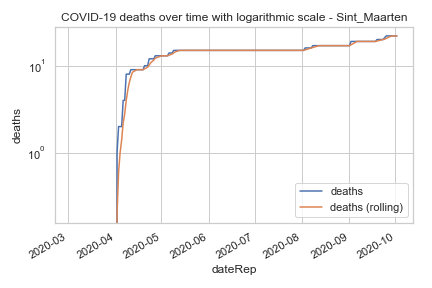 COVID-19 deaths over time with logarithmic scale - Sint_Maarten
deaths
10¹
10⁰
deaths
deaths (rolling)
2020-03
2020-04
2020-05
2020-06
2020-07
2020-08
2020-09
2020-10
dateRep